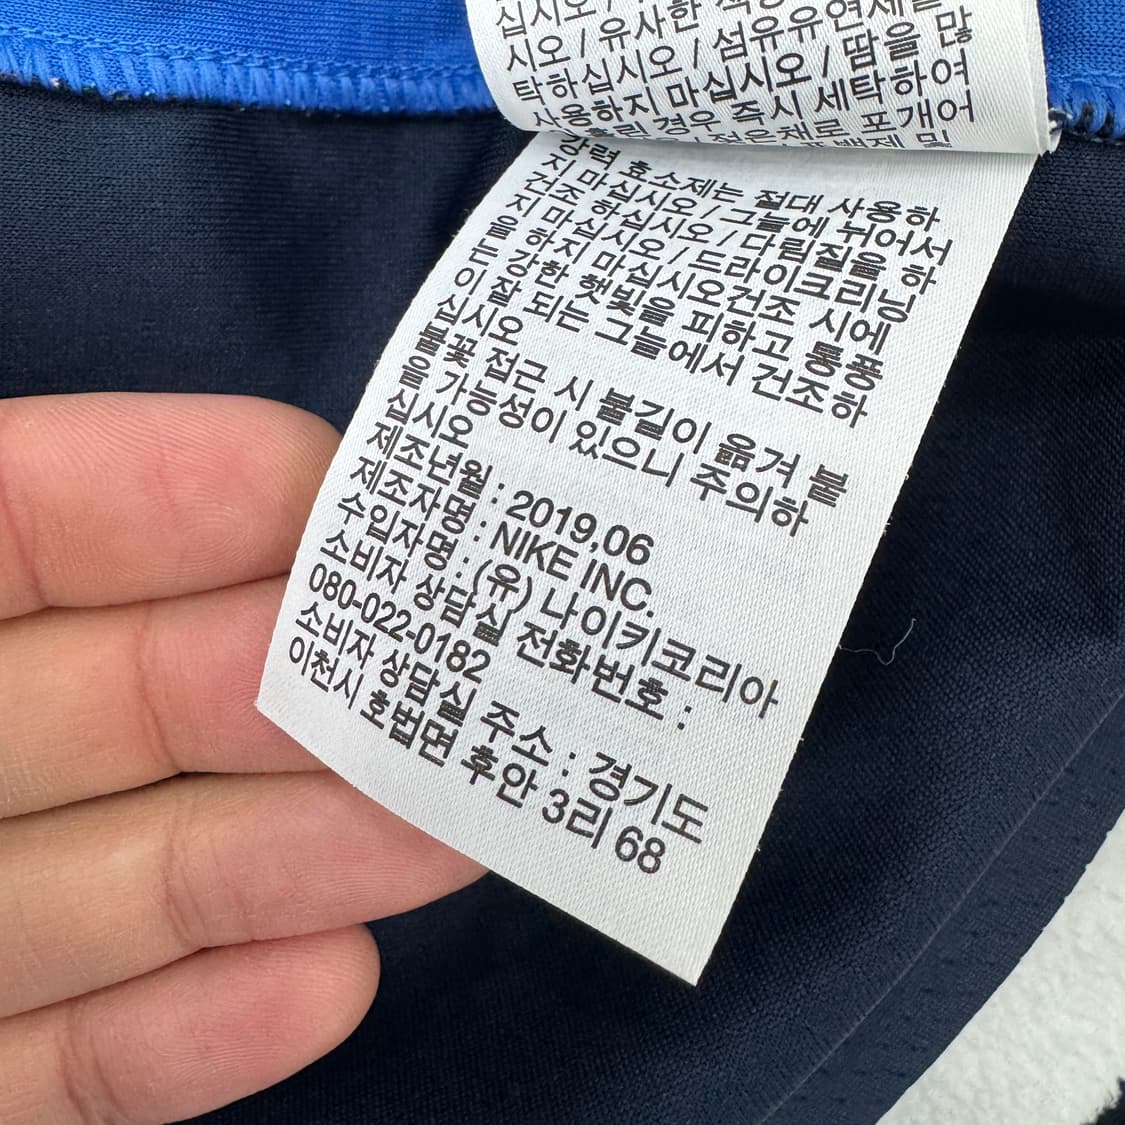 십시오 / 유사한 색상
시오 / 섬유유연제를
탁하십시오 / 땀을 많
사용하지 마십시오 / 즉시 세탁하여
흘린 경우 젖은채로 포개어
표백제 및
강력 효소제는 절대 사용하
지 마십시오 / 그늘에 뉘어서
건조 하십시오 / 다림질을 하
지 마십시오 / 드라이크리닝
을 하지 마십시오건조 시에
는 강한 햇빛을 피하고 통풍
이 잘 되는 그늘에서 건조하
십시오
불꽃 접근 시 불길이 옮겨 붙
을 가능성이 있으니 주의하
십시오
제조년월 : 2019.06
제조자명 : NIKE INC.
수입자명 : (유) 나이키코리아
소비자 상담실 전화번호 :
080-022-0182
소비자 상담실 주소 : 경기도
이천시 호법면 후안 3리 68